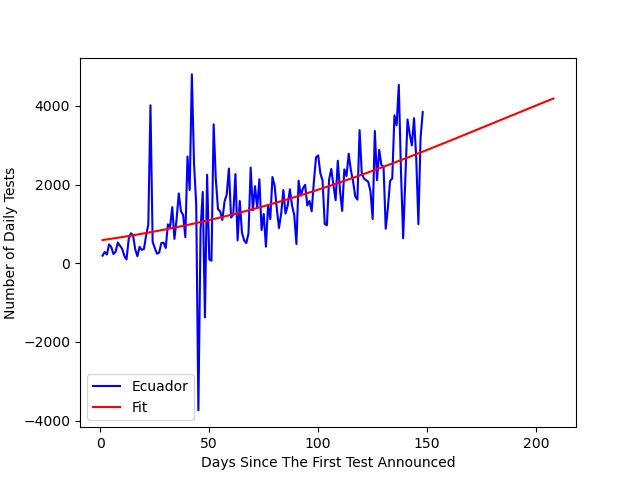 Number of Daily Tests
4000
2000
0
−2000
−4000
Ecuador
Fit
0 50 100 150 200
Days Since The First Test Announced